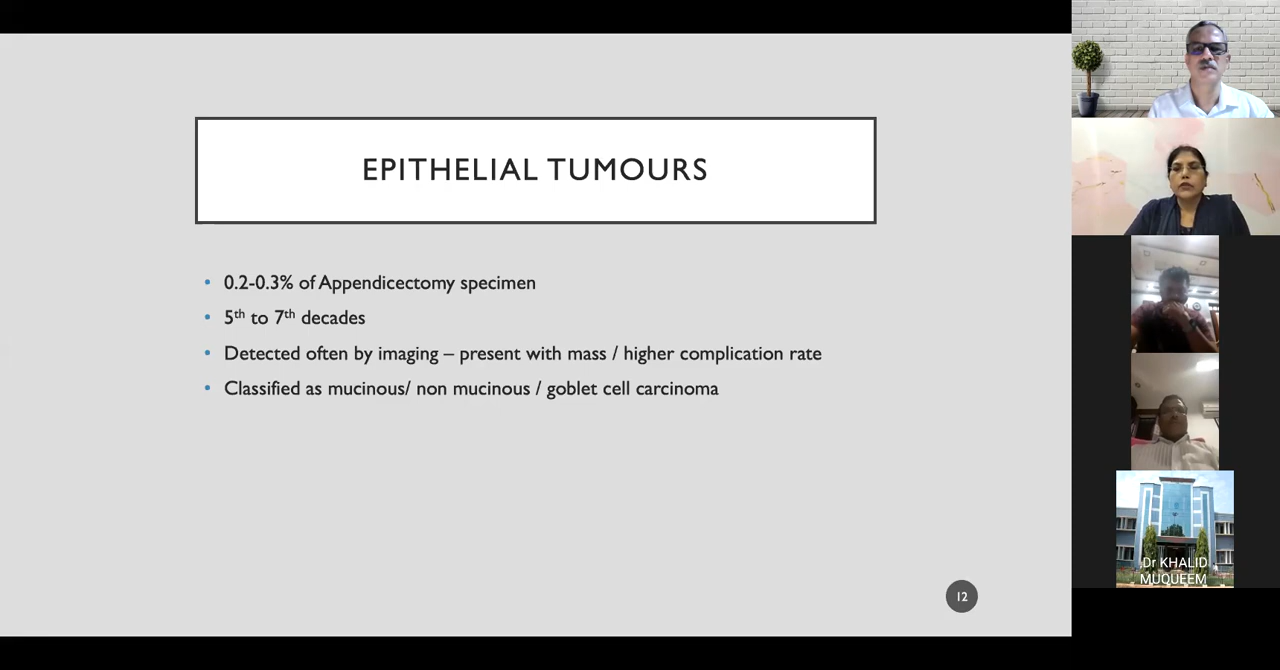 EPITHELIAL TUMOURS
• 0.2-0.3% of Appendicectomy specimen
• 5th to 7th decades
• Detected often by imaging – present with mass / higher complication rate
• Classified as mucinous/ non mucinous / goblet cell carcinoma
12
Dr KHALID
MUQUEEM